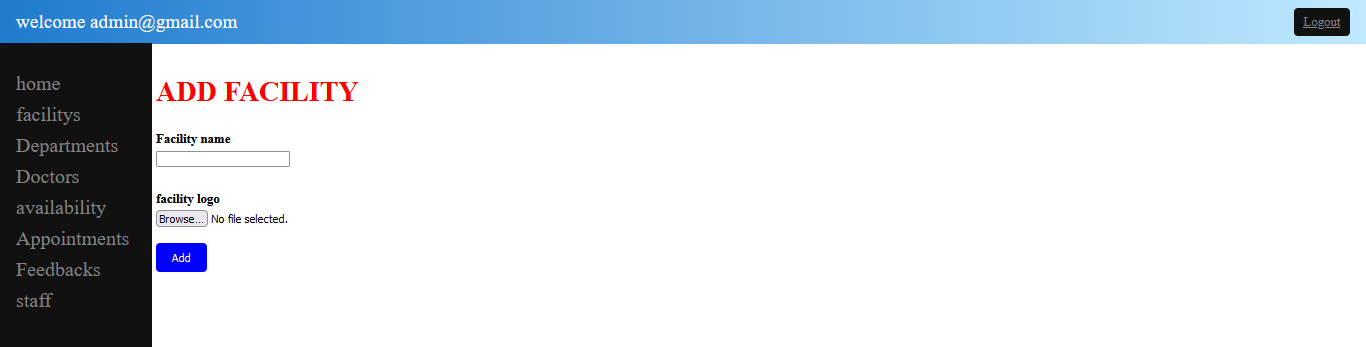 welcome admin@gmail.com
Logout
home
facilitys
Departments
Doctors
availability
Appointments
Feedbacks
staff
ADD FACILITY
Facility name
facility logo
Browse... No file selected.
Add